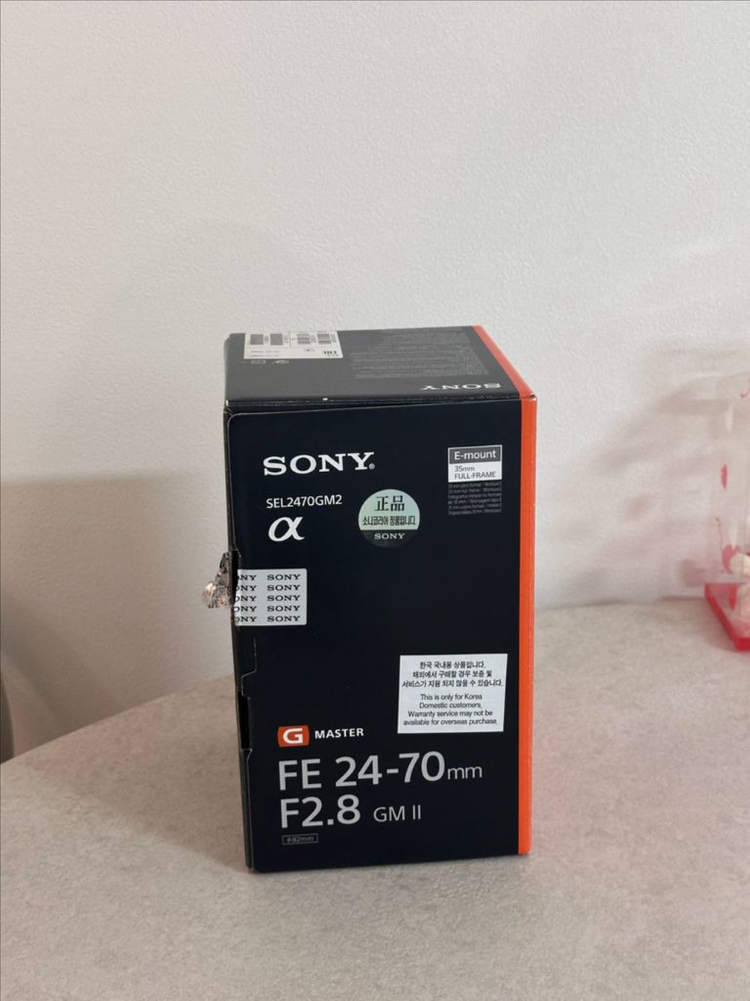 SONY
SONY®
SEL2470GM2
α
E-mount
35mm
FULL-FRAME
正品
소니코리아 정품입니다.
SONY
SONY SONY
SONY SONY
SONY SONY
SONY SONY
SONY SONY
한국 국내용 상품입니다.
해외에서 구매할 경우 보증 및
서비스가 지원 되지 않을 수 있습니다.
This is only for Korea
Domestic customers,
Warranty service may not be
available for overseas purchase.
G MASTER
FE 24-70mm
F2.8 GM II
φ82mm